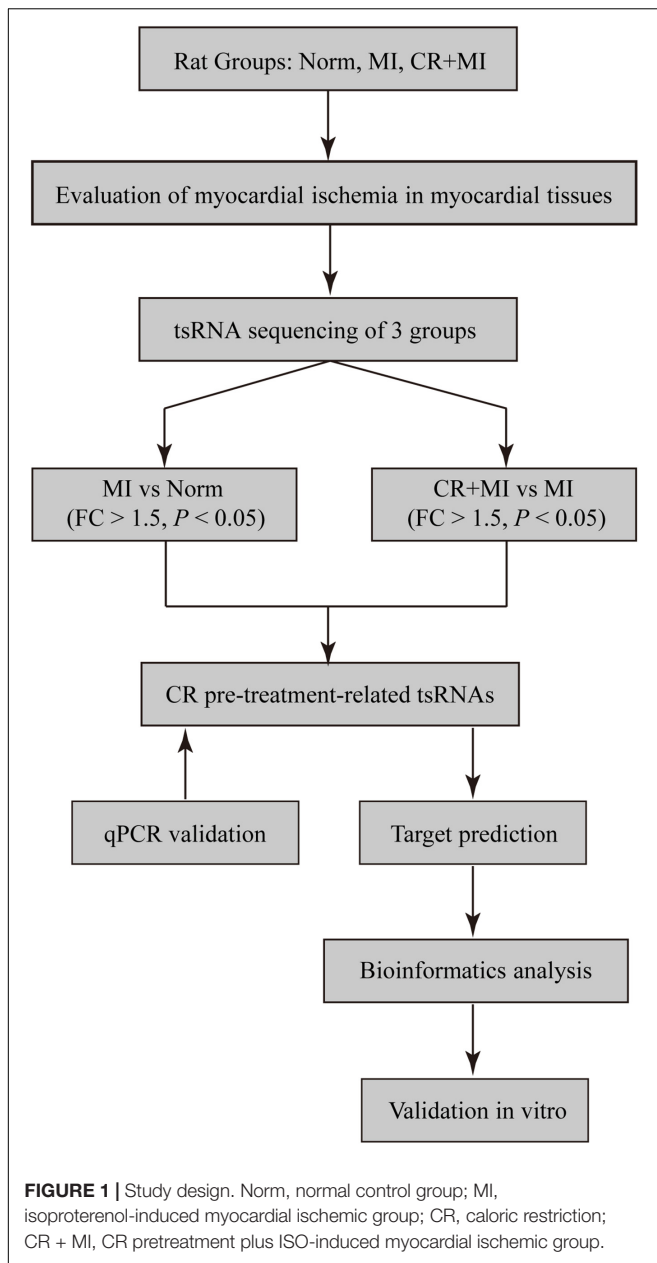 Rat Groups: Norm, MI, CR+MI
Evaluation of myocardial ischemia in myocardial tissues
tsRNA sequencing of 3 groups
MI vs Norm
(FC > 1.5, P < 0.05)
CR+MI vs MI
(FC > 1.5, P < 0.05)
CR pre-treatment-related tsRNAs
qPCR validation
Target prediction
Bioinformatics analysis
Validation in vitro
FIGURE 1 | Study design. Norm, normal control group; MI,
isoproterenol-induced myocardial ischemic group; CR, caloric restriction;
CR + MI, CR pretreatment plus ISO-induced myocardial ischemic group.